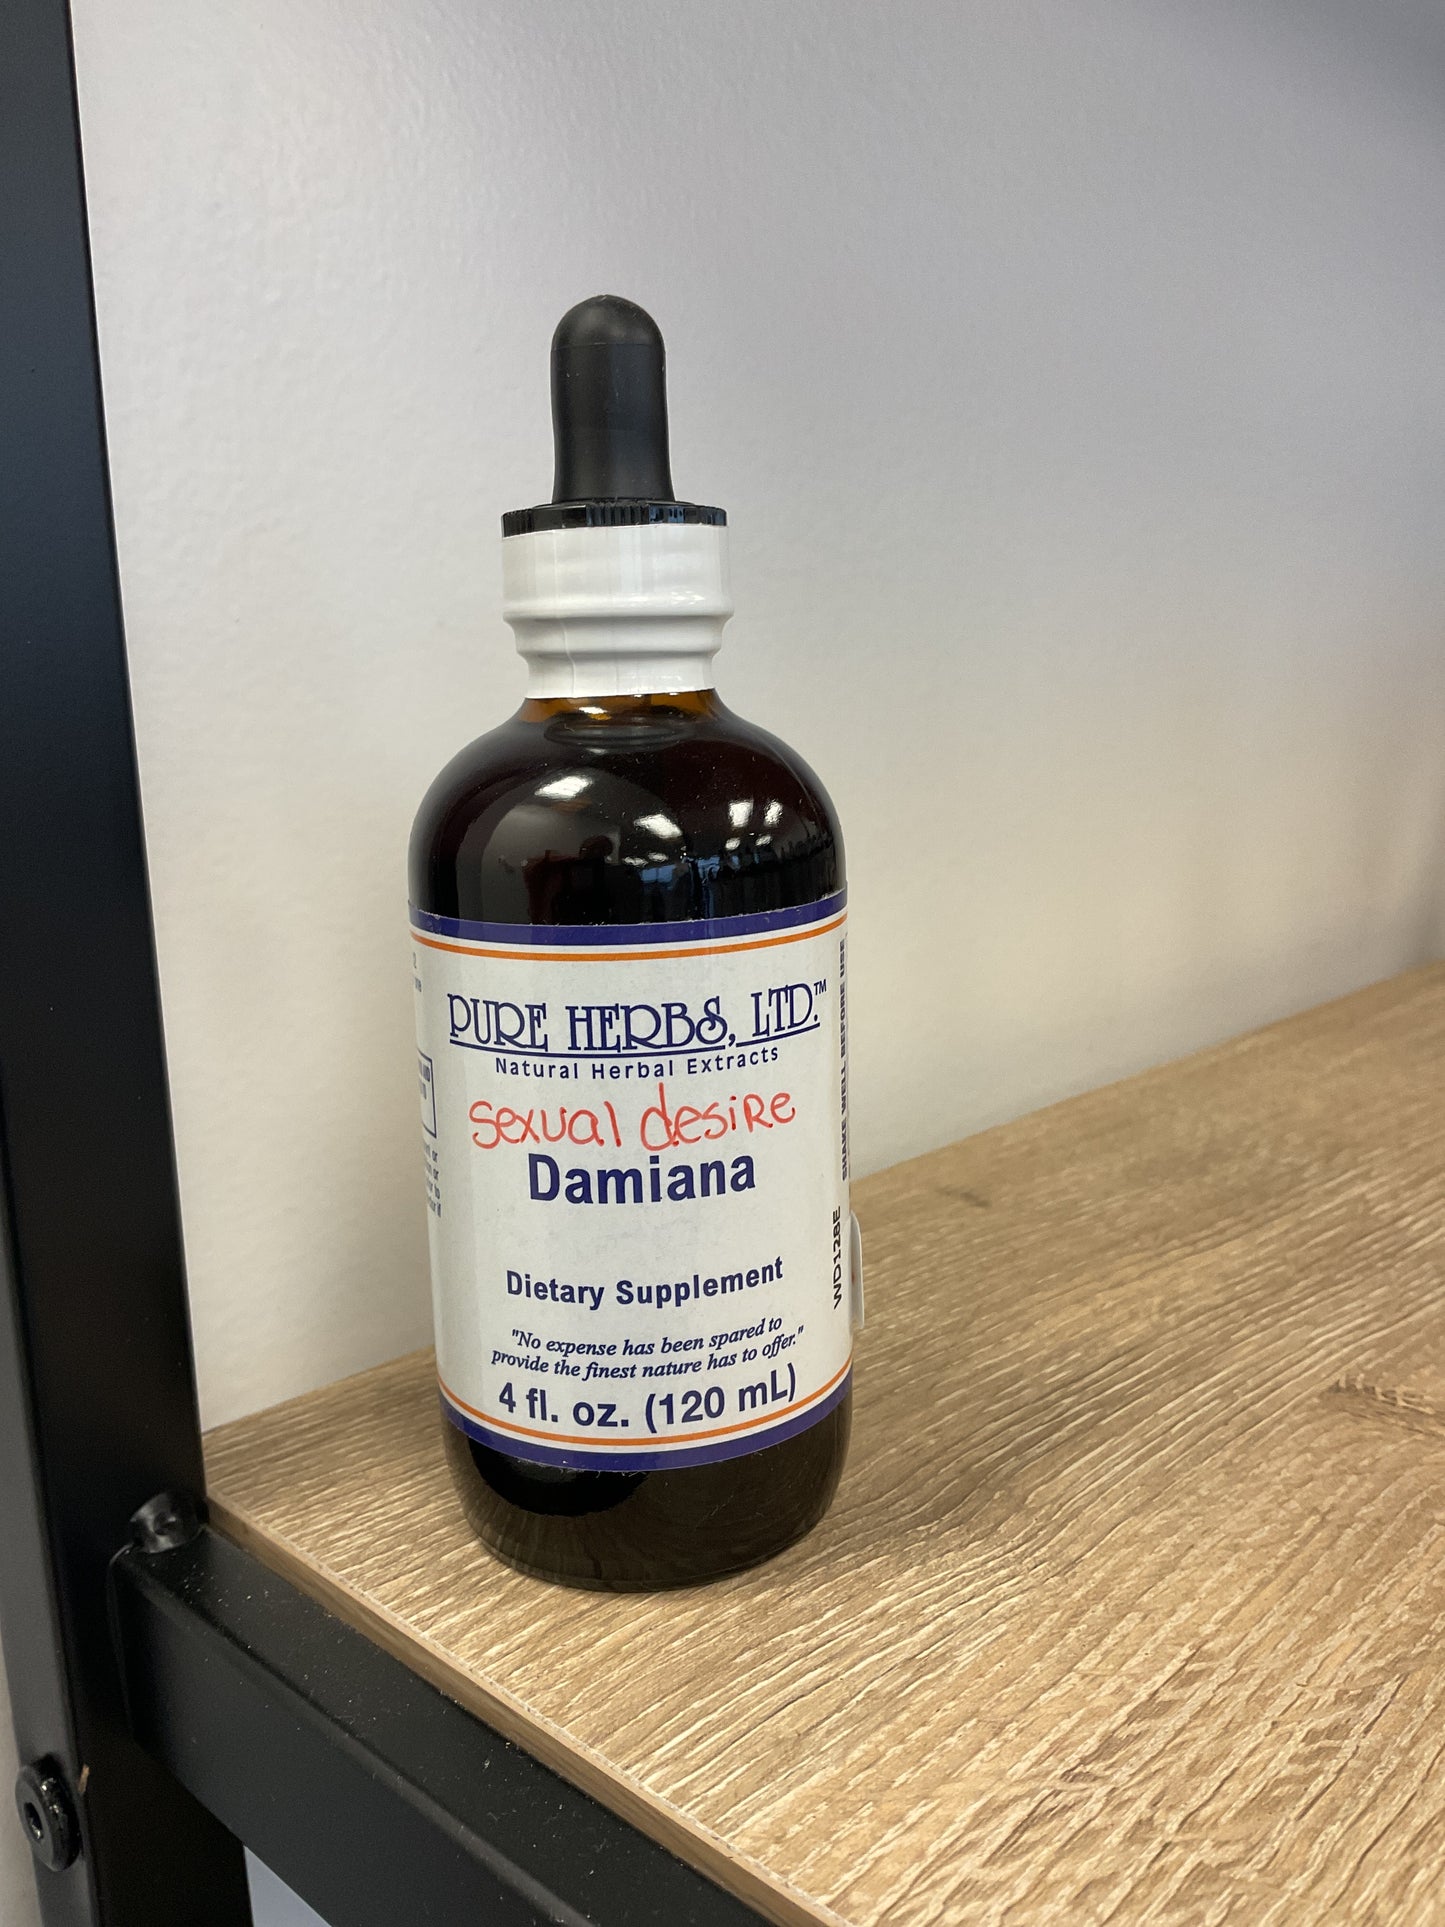 PURE HERBS, LTD.™
Natural Herbal Extracts
sexual desire
Damiana
Dietary Supplement
"No expense has been spared to
provide the finest nature has to offer."
4 fl. oz. (120 mL)
SHAKE WELL BEFORE USE
WD128E